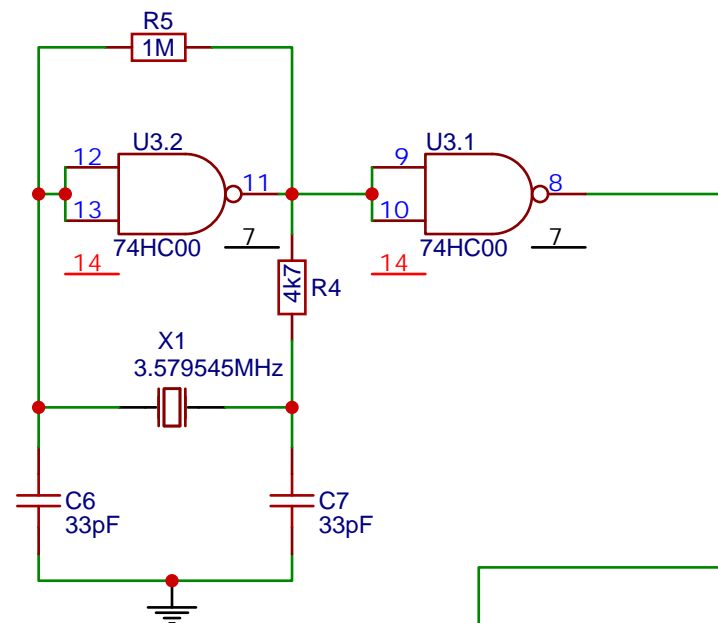 R5
1M
U3.2
U3.1
12
9
11
8
13
10
74HC00
7
74HC00
7
14
14
4k7
R4
X1
3.579545MHz
C6
33pF
C7
33pF